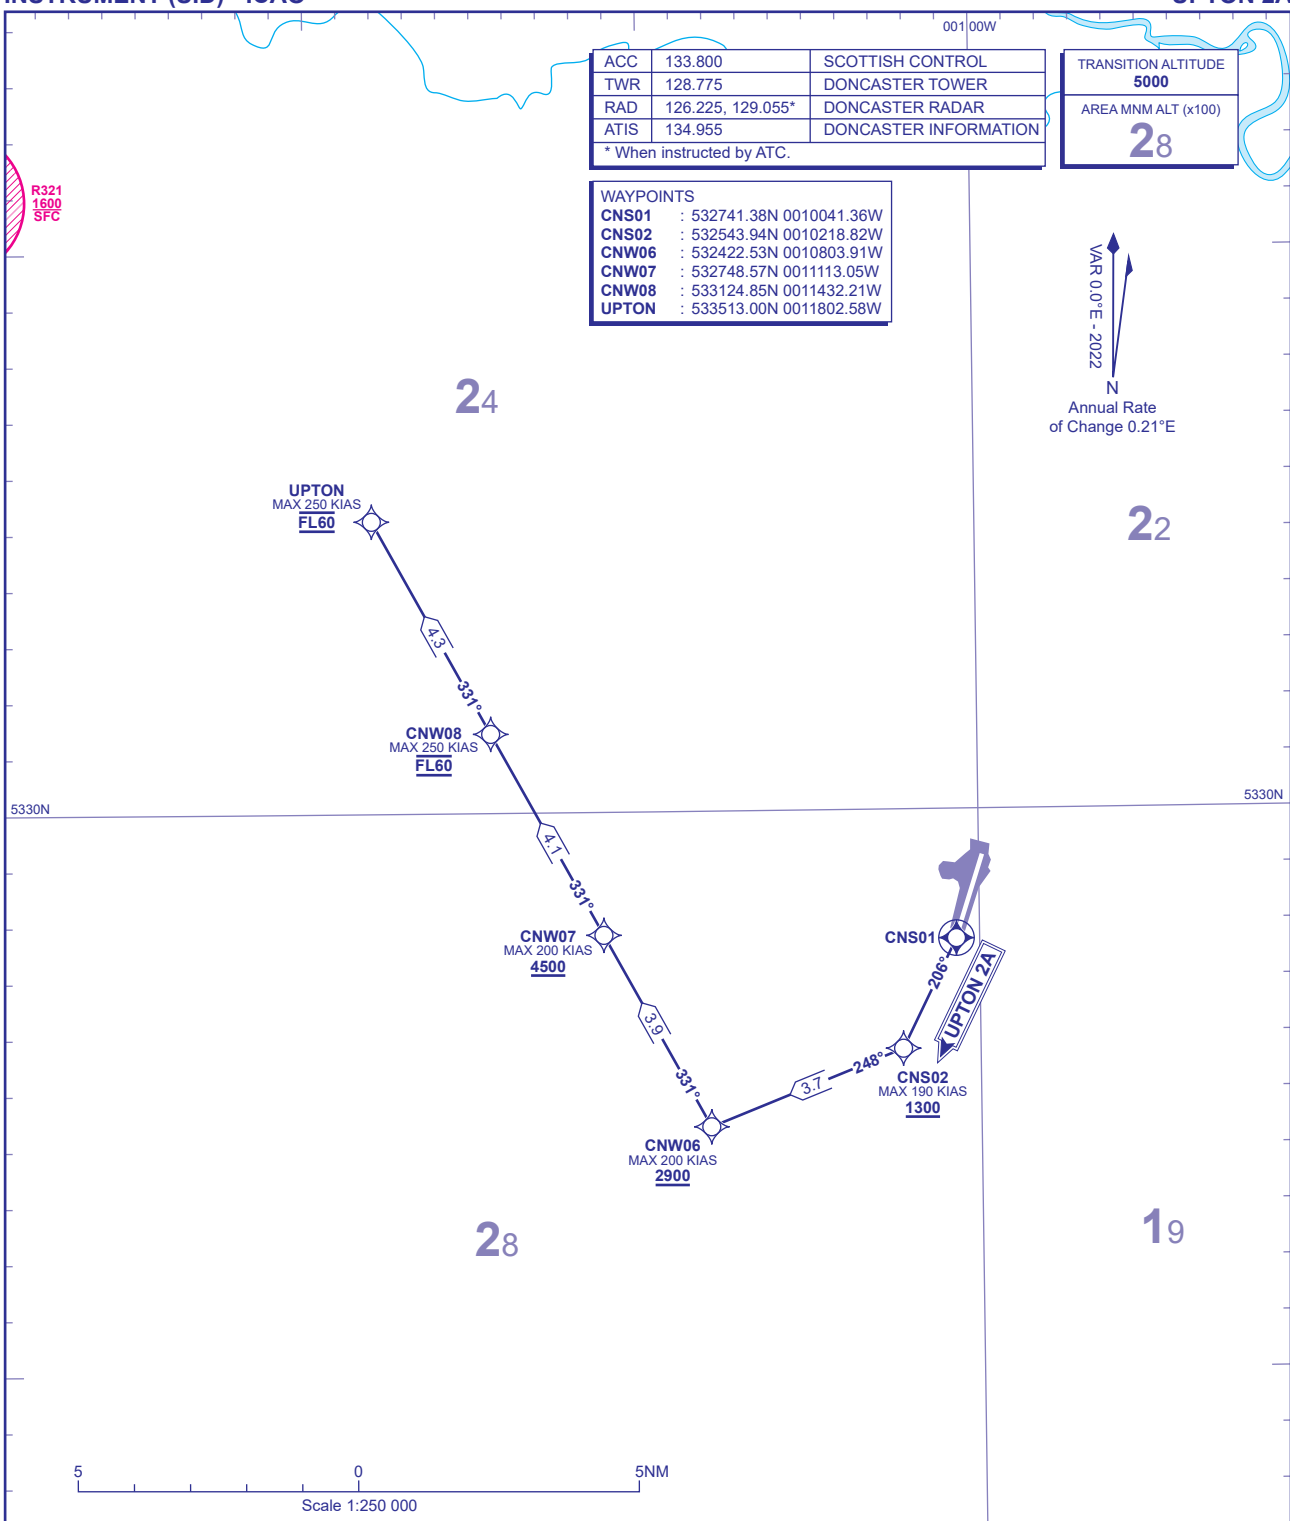 001 00W
ACC 133.800 SCOTTISH CONTROL
TWR 128.775 DONCASTER TOWER
RAD 126.225, 129.055* DONCASTER RADAR
ATIS 134.955 DONCASTER INFORMATION
* When instructed by ATC.
TRANSITION ALTITUDE
5000
AREA MNM ALT (x100)
28
R321
1600
SFC
WAYPOINTS
CNS01 : 532741.38N 0010041.36W
CNS02 : 532543.94N 0010218.82W
CNW06 : 532422.53N 0010803.91W
CNW07 : 532748.57N 0011113.05W
CNW08 : 533124.85N 0011432.21W
UPTON : 533513.00N 0011802.58W
VAR 0.0°E - 2022
N
Annual Rate
of Change 0.21°E
24
22
UPTON
MAX 250 KIAS
FL60
4.3
331°
CNW08
MAX 250 KIAS
FL60
5330N
5330N
4.1
331°
CNW07
MAX 200 KIAS
4500
CNS01
206°
UPTON 2A
3.9
331°
248°
3.7
CNS02
MAX 190 KIAS
1300
CNW06
MAX 200 KIAS
2900
28
19
5 0 5NM
Scale 1:250 000